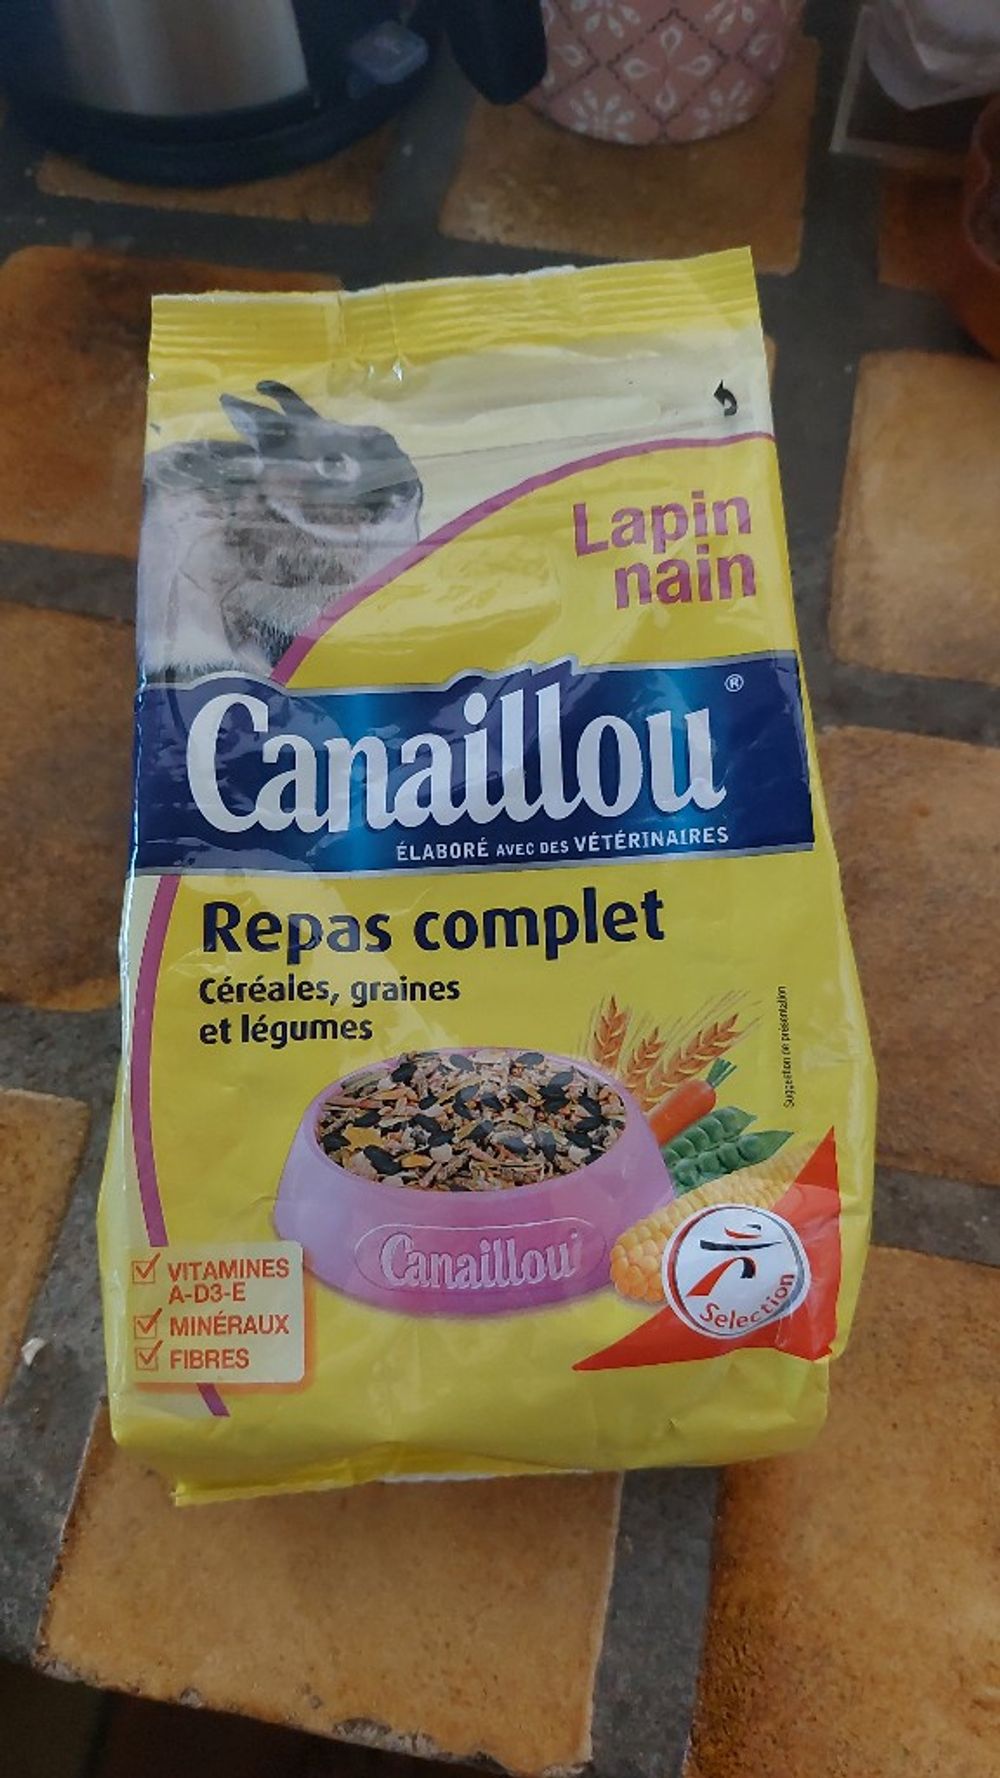 Lapin
nain
Canaillou®
ÉLABORÉ AVEC DES VÉTÉRINAIRES
Repas complet
Céréales, graines
et légumes
Suggestion de présentation
Canaillou
VITAMINES
A-D3-E
MINÉRAUX
FIBRES
Selection